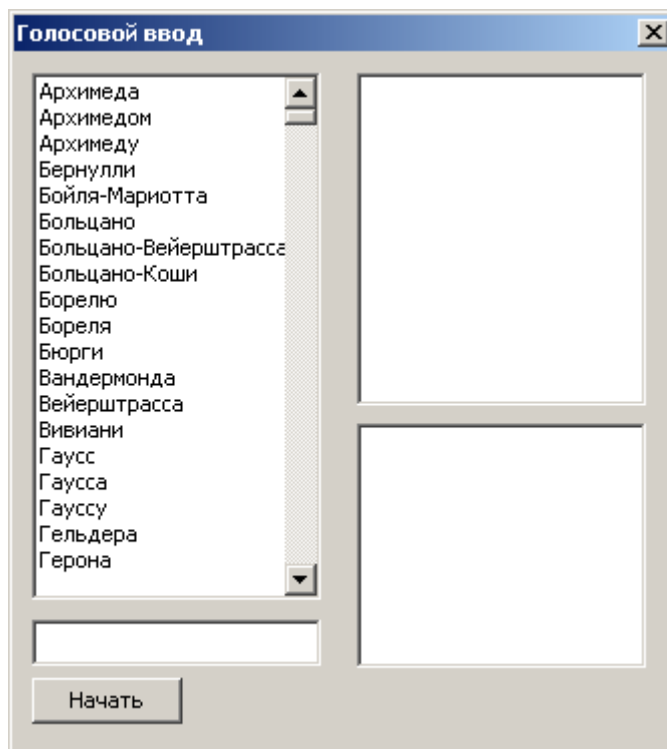 Голосовой ввод
Архимеда
Архимедом
Архимеду
Бернулли
Бойля-Мариотта
Больцано
Больцано-Вейерштрасса
Больцано-Коши
Борелю
Бореля
Бюрги
Вандермонда
Вейерштрасса
Вивиани
Гаусс
Гаусса
Гауссу
Гельдера
Герона
Начать